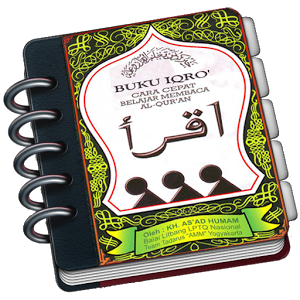 BUKU IQRO'
CARA CEPAT
BELAJAR MEMBACA
AL-QUR'AN
اقرأ
Oleh : KH. AS'AD HUMAM
Balai Litbang LPTQ Nasional
Team Tadarus "AMM" Yogyakarta